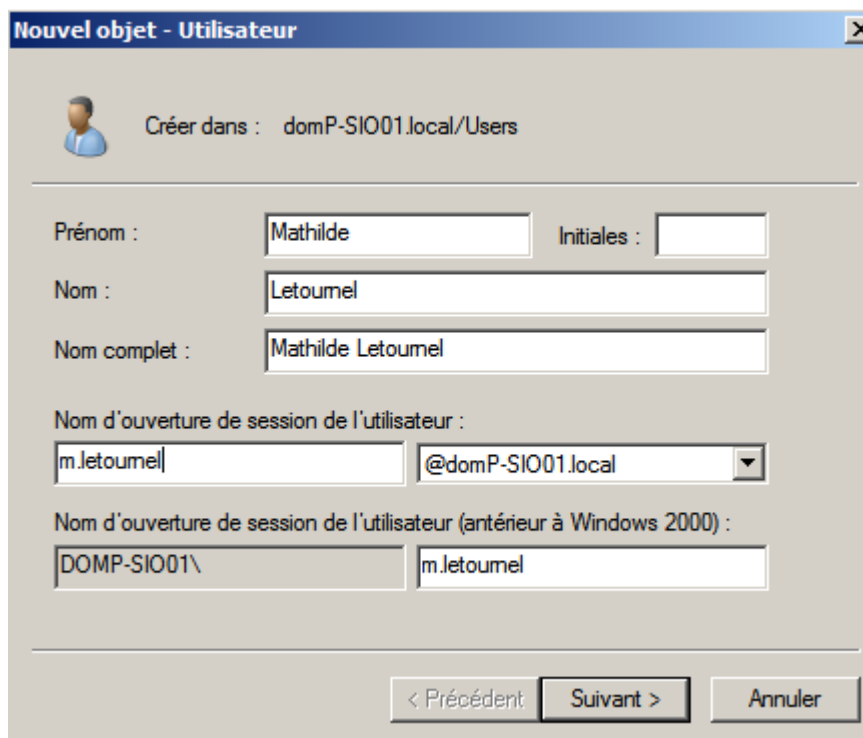 Nouvel objet - Utilisateur
Créer dans : domP-SIO01.local/Users
Prénom : Mathilde Initiales :
Nom : Letournel
Nom complet : Mathilde Letournel
Nom d'ouverture de session de l'utilisateur :
m.letournel @domP-SIO01.local
Nom d'ouverture de session de l'utilisateur (antérieur à Windows 2000) :
DOMP-SIO01\ m.letournel
< Précédent Suivant > Annuler